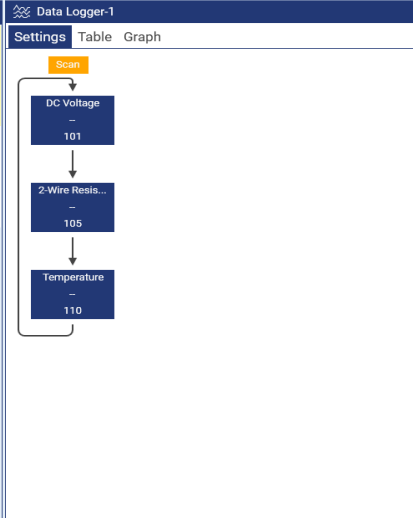 Data Logger-1
Settings Table Graph
Scan
DC Voltage
--
101
2-Wire Resis...
--
105
Temperature
--
110